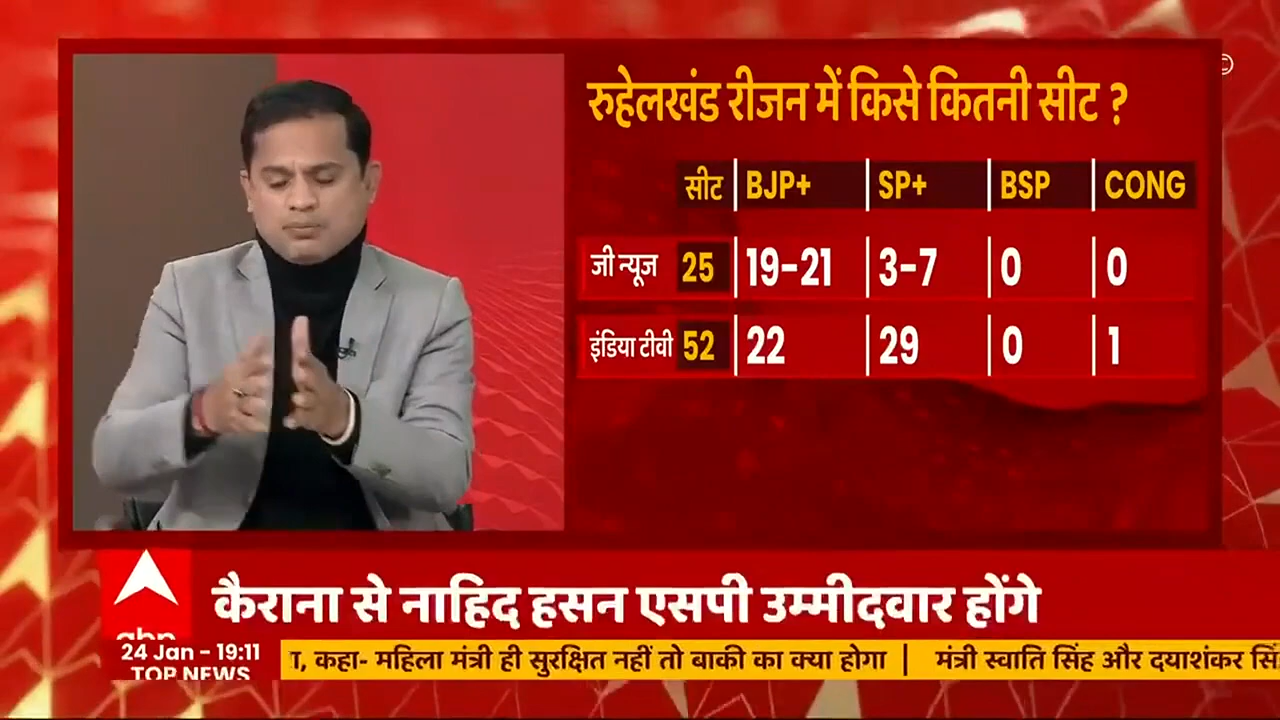 रुहेलखंड रीजन में किसे कितनी सीट ?
सीट BJP+ SP+ BSP CONG
जी न्यूज 25 19-21 3-7 0 0
इंडिया टीवी 52 22 29 0 1
कैराना से नाहिद हसन एसपी उम्मीदवार होंगे
abp
24 Jan - 19:11
TOP NEWS
कहा- महिला मंत्री ही सुरक्षित नहीं तो बाकी का क्या होगा | मंत्री स्वाति सिंह और दयाशंकर